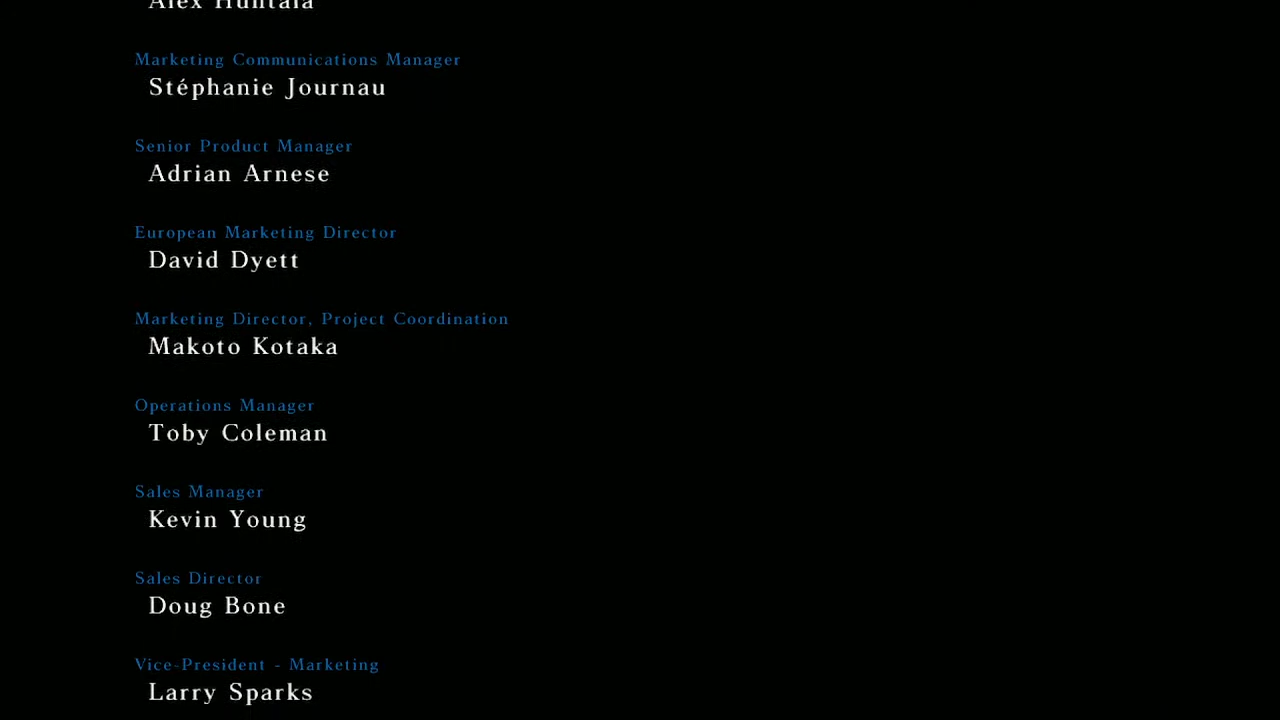 Alex Huntala
Marketing Communications Manager
Stéphanie Journau
Senior Product Manager
Adrian Arnese
European Marketing Director
David Dyett
Marketing Director, Project Coordination
Makoto Kotaka
Operations Manager
Toby Coleman
Sales Manager
Kevin Young
Sales Director
Doug Bone
Vice-President - Marketing
Larry Sparks